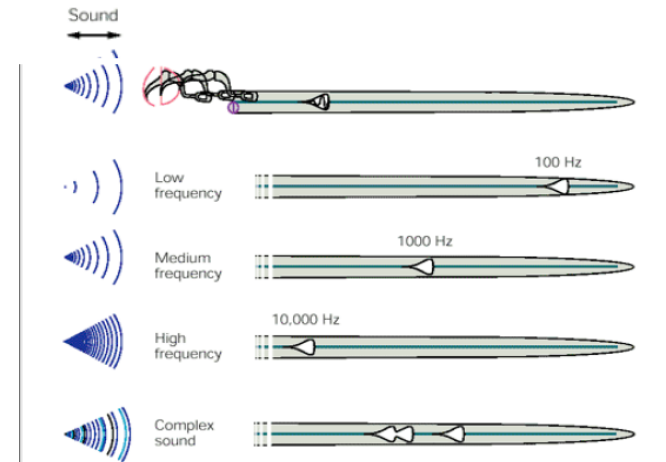 Sound
100 Hz
Low
frequency
1000 Hz
Medium
frequency
10,000 Hz
High
frequency
Complex
sound